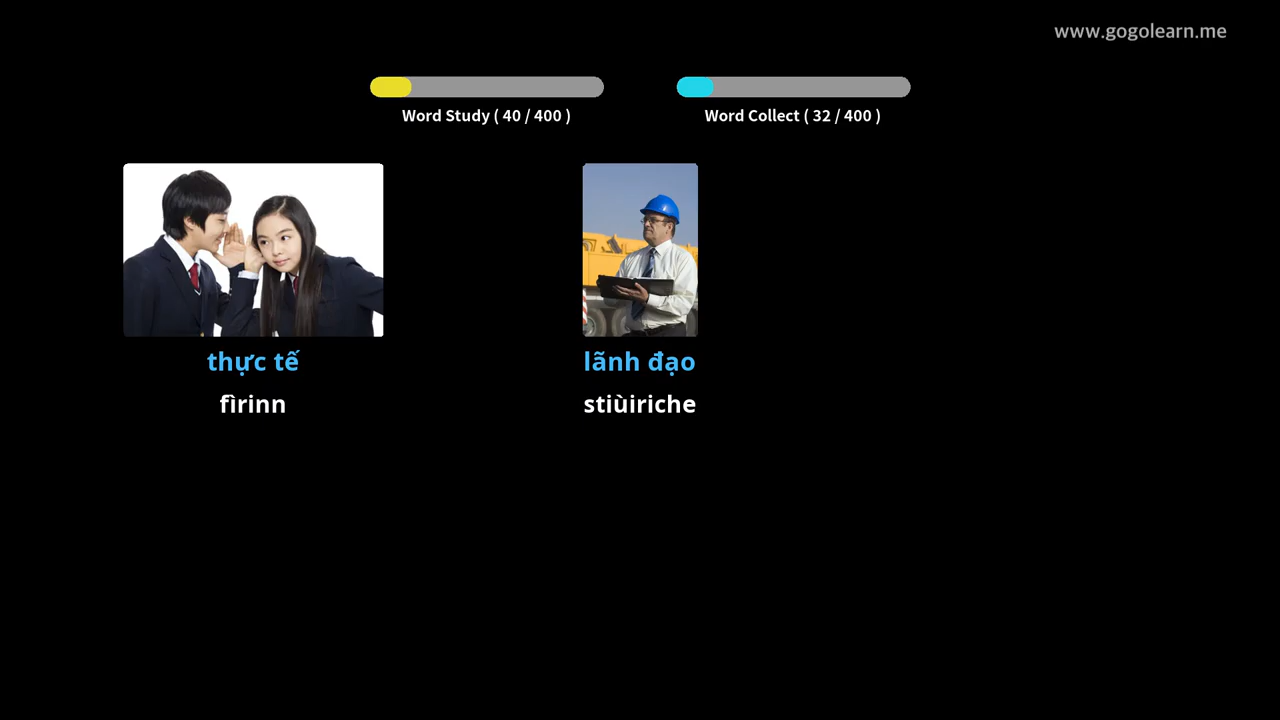 www.gogolearn.me
Word Study ( 40 / 400 )
Word Collect ( 32 / 400 )
thực tế
fìrinn
lãnh đạo
stiùiriche